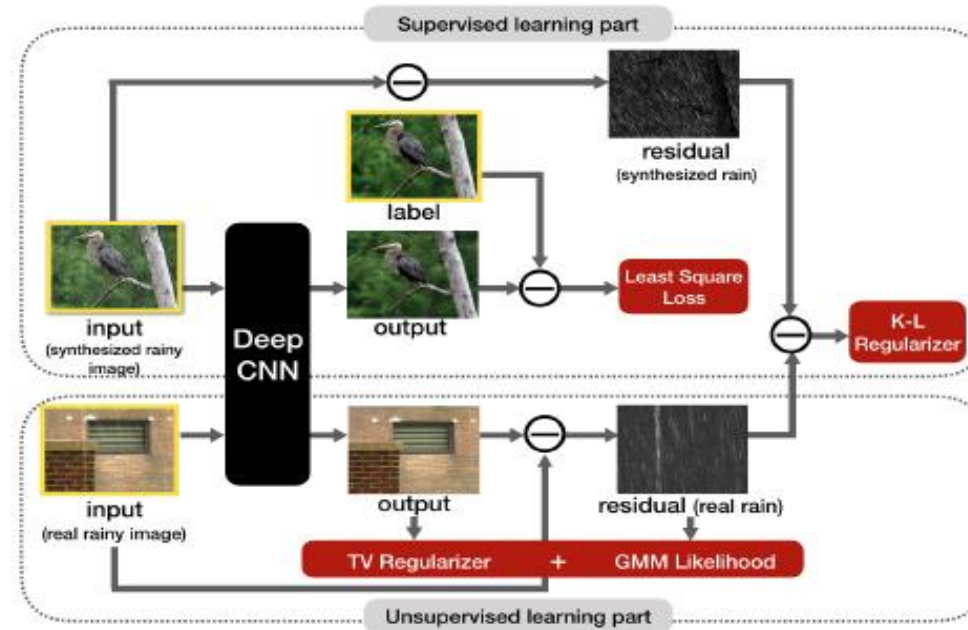 Supervised learning part
residual
(synthesized rain)
label
input
(synthesized rainy
image)
Deep
CNN
output
Least Square
Loss
K-L
Regularizer
input
(real rainy image)
output
residual (real rain)
TV Regularizer + GMM Likelihood
Unsupervised learning part